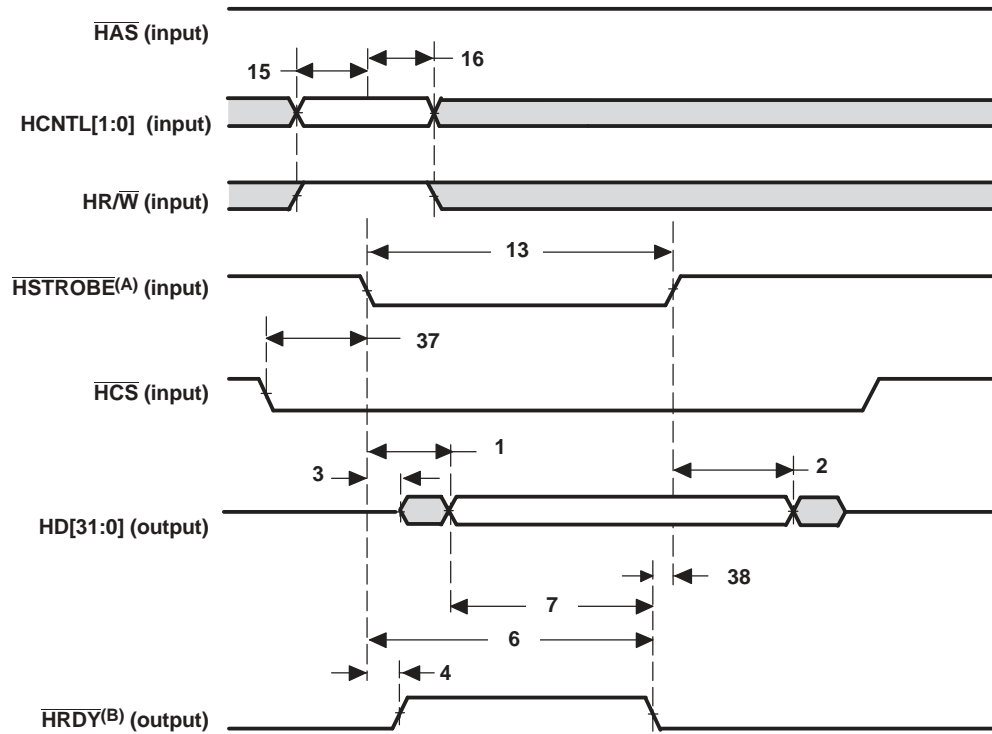 HAS (input)
15
16
HCNTL[1:0] (input)
HR/W (input)
13
HSTROBE(A) (input)
37
HCS (input)
1
3
2
HD[31:0] (output)
38
7
6
4
HRDY(B) (output)